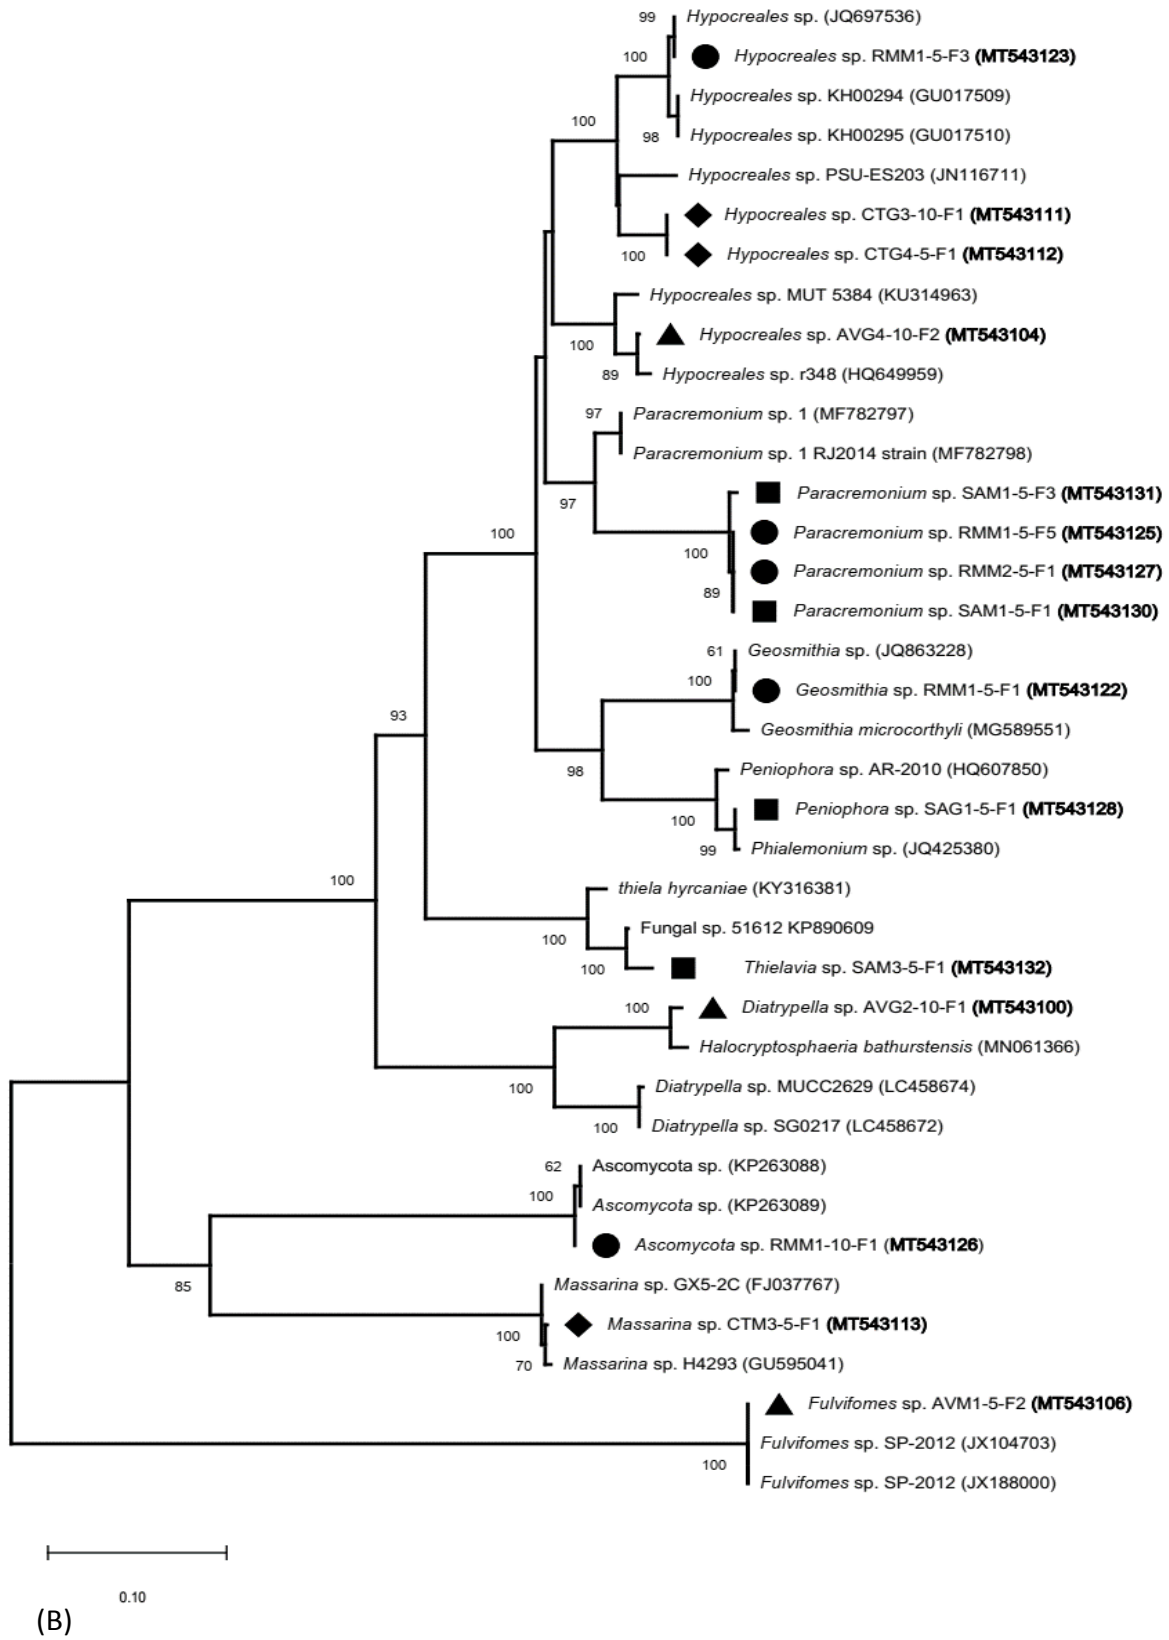 99
Hypocreales sp. (JQ697536)
100
Hypocreales sp. RMM1-5-F3 (MT543123)
Hypocreales sp. KH00294 (GU017509)
100
98
Hypocreales sp. KH00295 (GU017510)
Hypocreales sp. PSU-ES203 (JN116711)
Hypocreales sp. CTG3-10-F1 (MT543111)
100
Hypocreales sp. CTG4-5-F1 (MT543112)
Hypocreales sp. MUT 5384 (KU314963)
100
Hypocreales sp. AVG4-10-F2 (MT543104)
89
Hypocreales sp. r348 (HQ649959)
97
Paracremonium sp. 1 (MF782797)
Paracremonium sp. 1 RJ2014 strain (MF782798)
97
Paracremonium sp. SAM1-5-F3 (MT543131)
100
100
Paracremonium sp. RMM1-5-F5 (MT543125)
Paracremonium sp. RMM2-5-F1 (MT543127)
89
Paracremonium sp. SAM1-5-F1 (MT543130)
61
Geosmithia sp. (JQ863228)
100
Geosmithia sp. RMM1-5-F1 (MT543122)
93
Geosmithia microcorthyli (MG589551)
98
Peniophora sp. AR-2010 (HQ607850)
100
Peniophora sp. SAG1-5-F1 (MT543128)
99
Phialemonium sp. (JQ425380)
100
thiela hyrcaniae (KY316381)
Fungal sp. 51612 KP890609
100
100
Thielavia sp. SAM3-5-F1 (MT543132)
100
Diatrypella sp. AVG2-10-F1 (MT543100)
Halocryptosphaeria bathurstensis (MN061366)
100
Diatrypella sp. MUCC2629 (LC458674)
100
Diatrypella sp. SG0217 (LC458672)
62
Ascomycota sp. (KP263088)
100
Ascomycota sp. (KP263089)
Ascomycota sp. RMM1-10-F1 (MT543126)
85
Massarina sp. GX5-2C (FJ037767)
100
Massarina sp. CTM3-5-F1 (MT543113)
70
Massarina sp. H4293 (GU595041)
Fulvifomes sp. AVM1-5-F2 (MT543106)
Fulvifomes sp. SP-2012 (JX104703)
100
Fulvifomes sp. SP-2012 (JX188000)
0.10
(B)